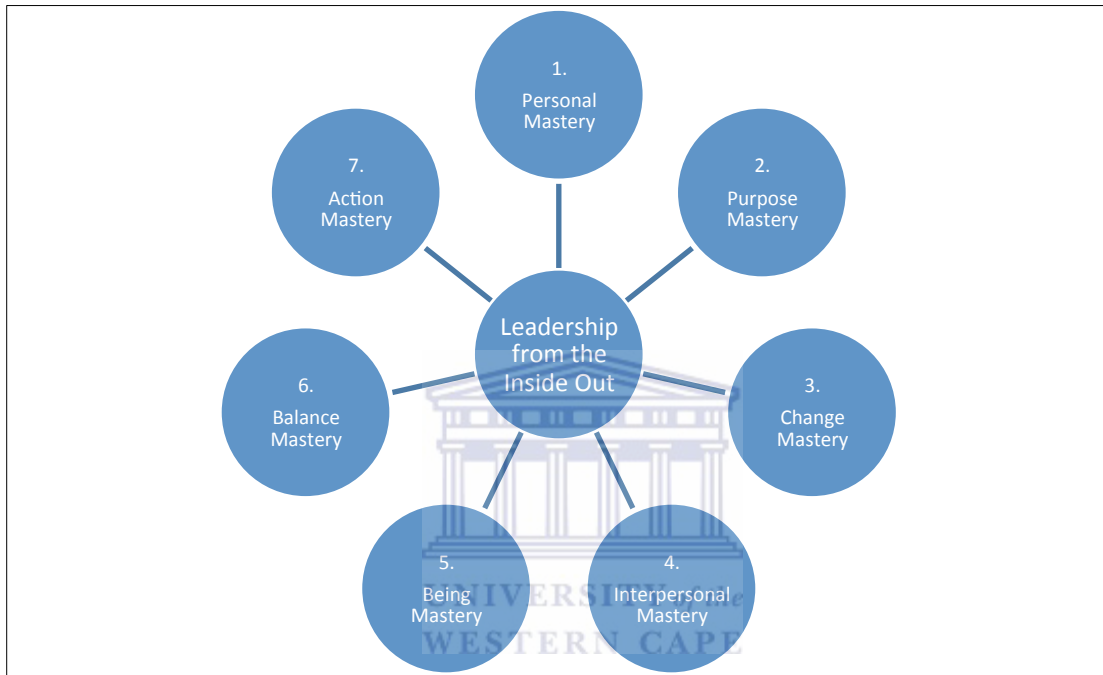 Leadership
from the
Inside Out
1.
Personal
Mastery
2.
Purpose
Mastery
3.
Change
Mastery
4.
Interpersonal
Mastery
5.
Being
Mastery
6.
Balance
Mastery
7.
Action
Mastery
UNIVERSITY of the
WESTERN CAPE